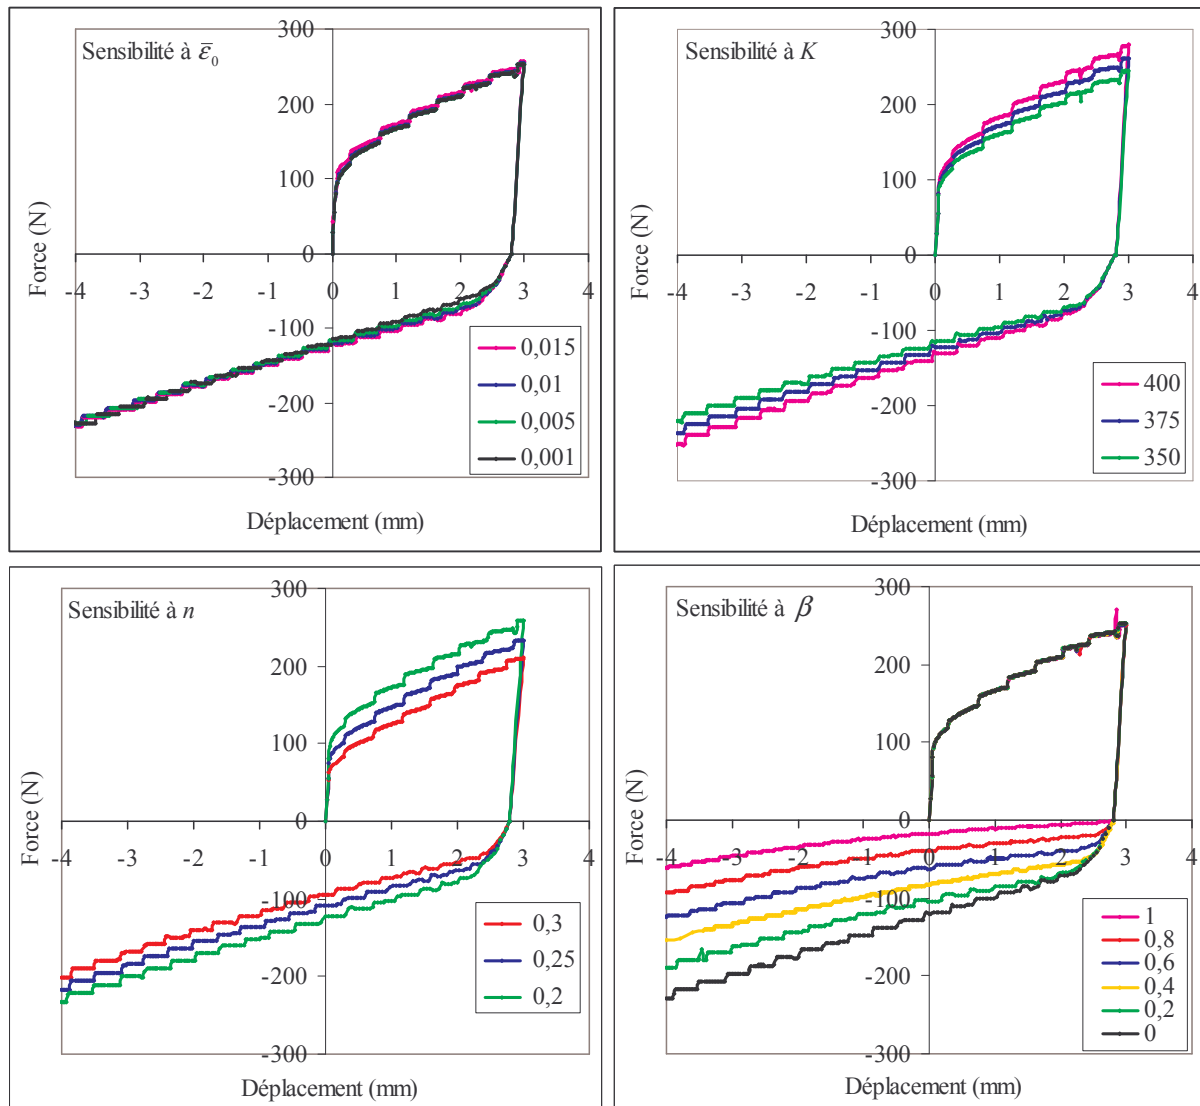 Sensibilité à ε̄₀
300
200
100
0
-100
-200
-300
-4 -3 -2 -1 0 1 2 3 4
Force (N)
Déplacement (mm)
0,015
0,01
0,005
0,001
Sensibilité à K
300
200
100
0
-100
-200
-300
-4 -3 -2 -1 0 1 2 3 4
Force (N)
Déplacement (mm)
400
375
350
Sensibilité à n
300
200
100
0
-100
-200
-300
-4 -3 -2 -1 0 1 2 3 4
Force (N)
Déplacement (mm)
0,3
0,25
0,2
Sensibilité à β
300
200
100
0
-100
-200
-300
-4 -3 -2 -1 0 1 2 3 4
Force (N)
Déplacement (mm)
1
0,8
0,6
0,4
0,2
0